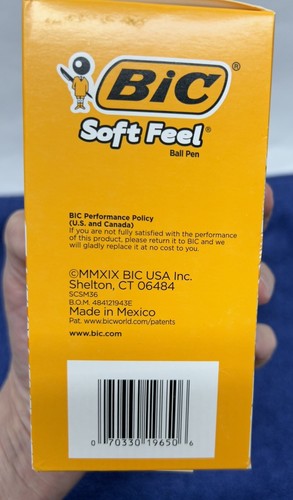 BiC®
Soft Feel®
Ball Pen
BIC Performance Policy
(U.S. and Canada)
If you are not fully satisfied with the performance
of this product, please return it to BIC and we
will gladly replace it at no cost to you.
©MMXIX BIC USA Inc.
Shelton, CT 06484
SCSM36
B.O.M. 484121943E
Made in Mexico
Pat. www.bicworld.com/patents
www.bic.com
0 70330 19650 6